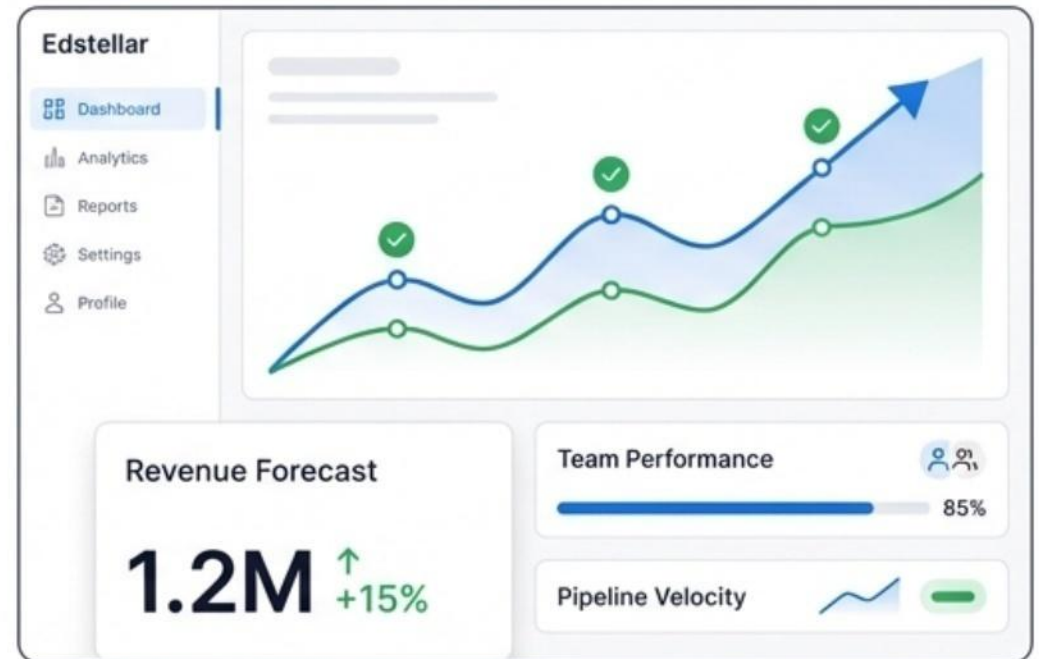 Edstellar
Dashboard
Analytics
Reports
Settings
Profile
Revenue Forecast
1.2M
+15%
Team Performance
85%
Pipeline Velocity